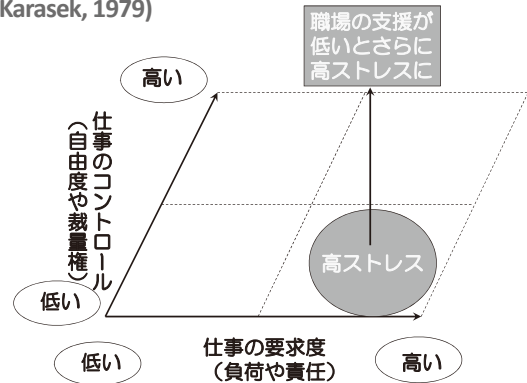 Karasek, 1979)
職場の支援が
低いとさらに
高ストレスに
高い
仕事のコントロール
（自由度や裁量権）
高ストレス
低い
低い
仕事の要求度
（負荷や責任）
高い